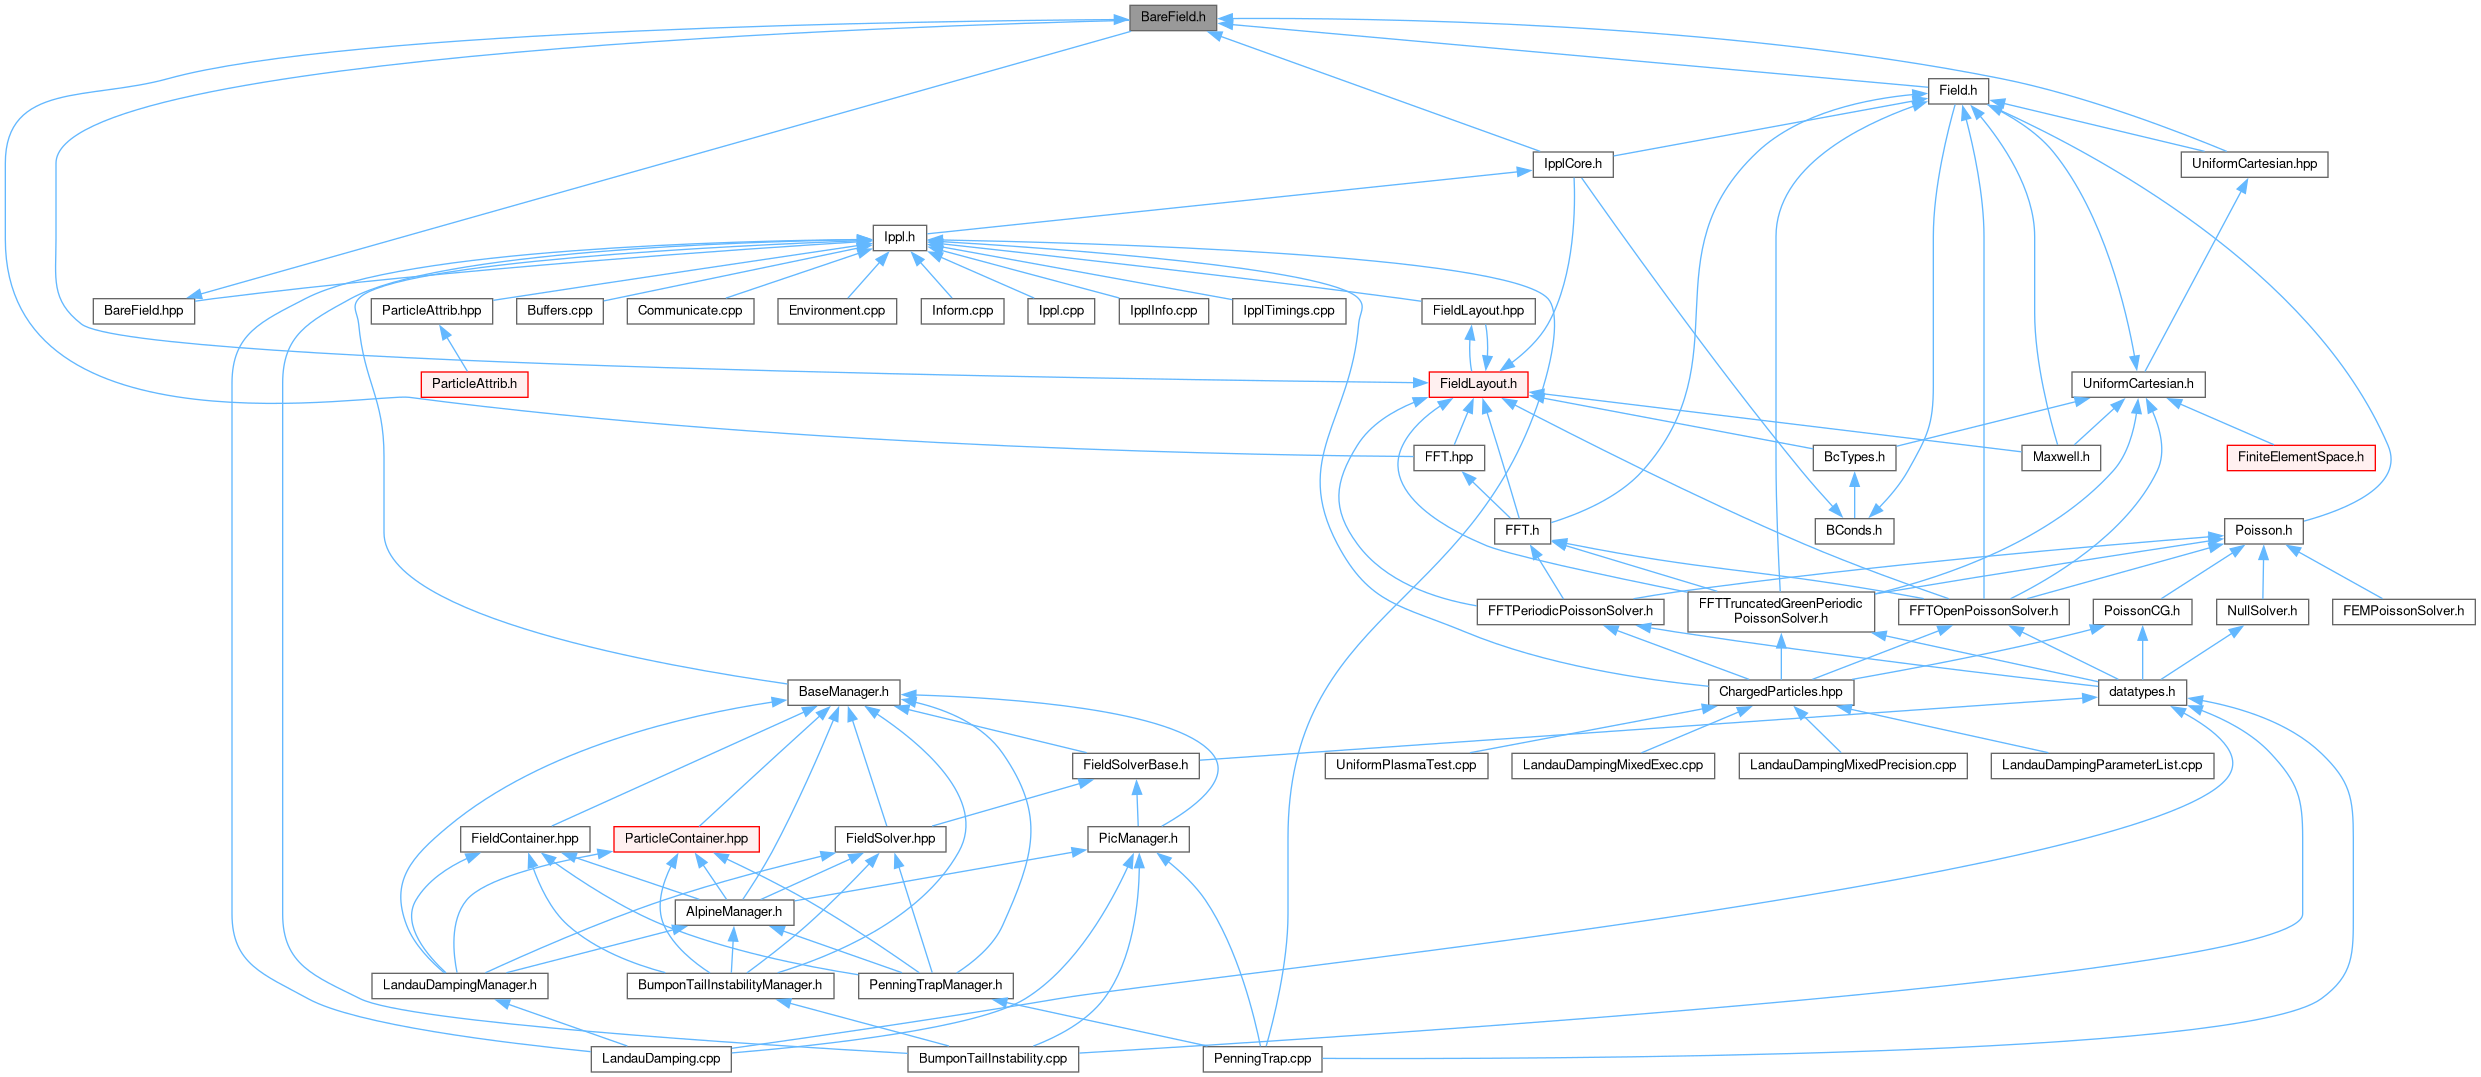 BareField.h
Field.h
IpplCore.h
UniformCartesian.hpp
Ippl.h
BareField.hpp
ParticleAttrib.hpp
Buffers.cpp
Communicate.cpp
Environment.cpp
Inform.cpp
Ippl.cpp
IpplInfo.cpp
IpplTimings.cpp
FieldLayout.hpp
ParticleAttrib.h
FieldLayout.h
UniformCartesian.h
FFT.hpp
BcTypes.h
Maxwell.h
FiniteElementSpace.h
FFT.h
BConds.h
Poisson.h
FFTPeriodicPoissonSolver.h
FFTTruncatedGreenPeriodic
PoissonSolver.h
FFTOpenPoissonSolver.h
PoissonCG.h
NullSolver.h
FEMPoissonSolver.h
BaseManager.h
ChargedParticles.hpp
datatypes.h
FieldSolverBase.h
UniformPlasmaTest.cpp
LandauDampingMixedExec.cpp
LandauDampingMixedPrecision.cpp
LandauDampingParameterList.cpp
FieldContainer.hpp
ParticleContainer.hpp
FieldSolver.hpp
PicManager.h
AlpineManager.h
LandauDampingManager.h
BumponTailInstabilityManager.h
PenningTrapManager.h
LandauDamping.cpp
BumponTailInstability.cpp
PenningTrap.cpp